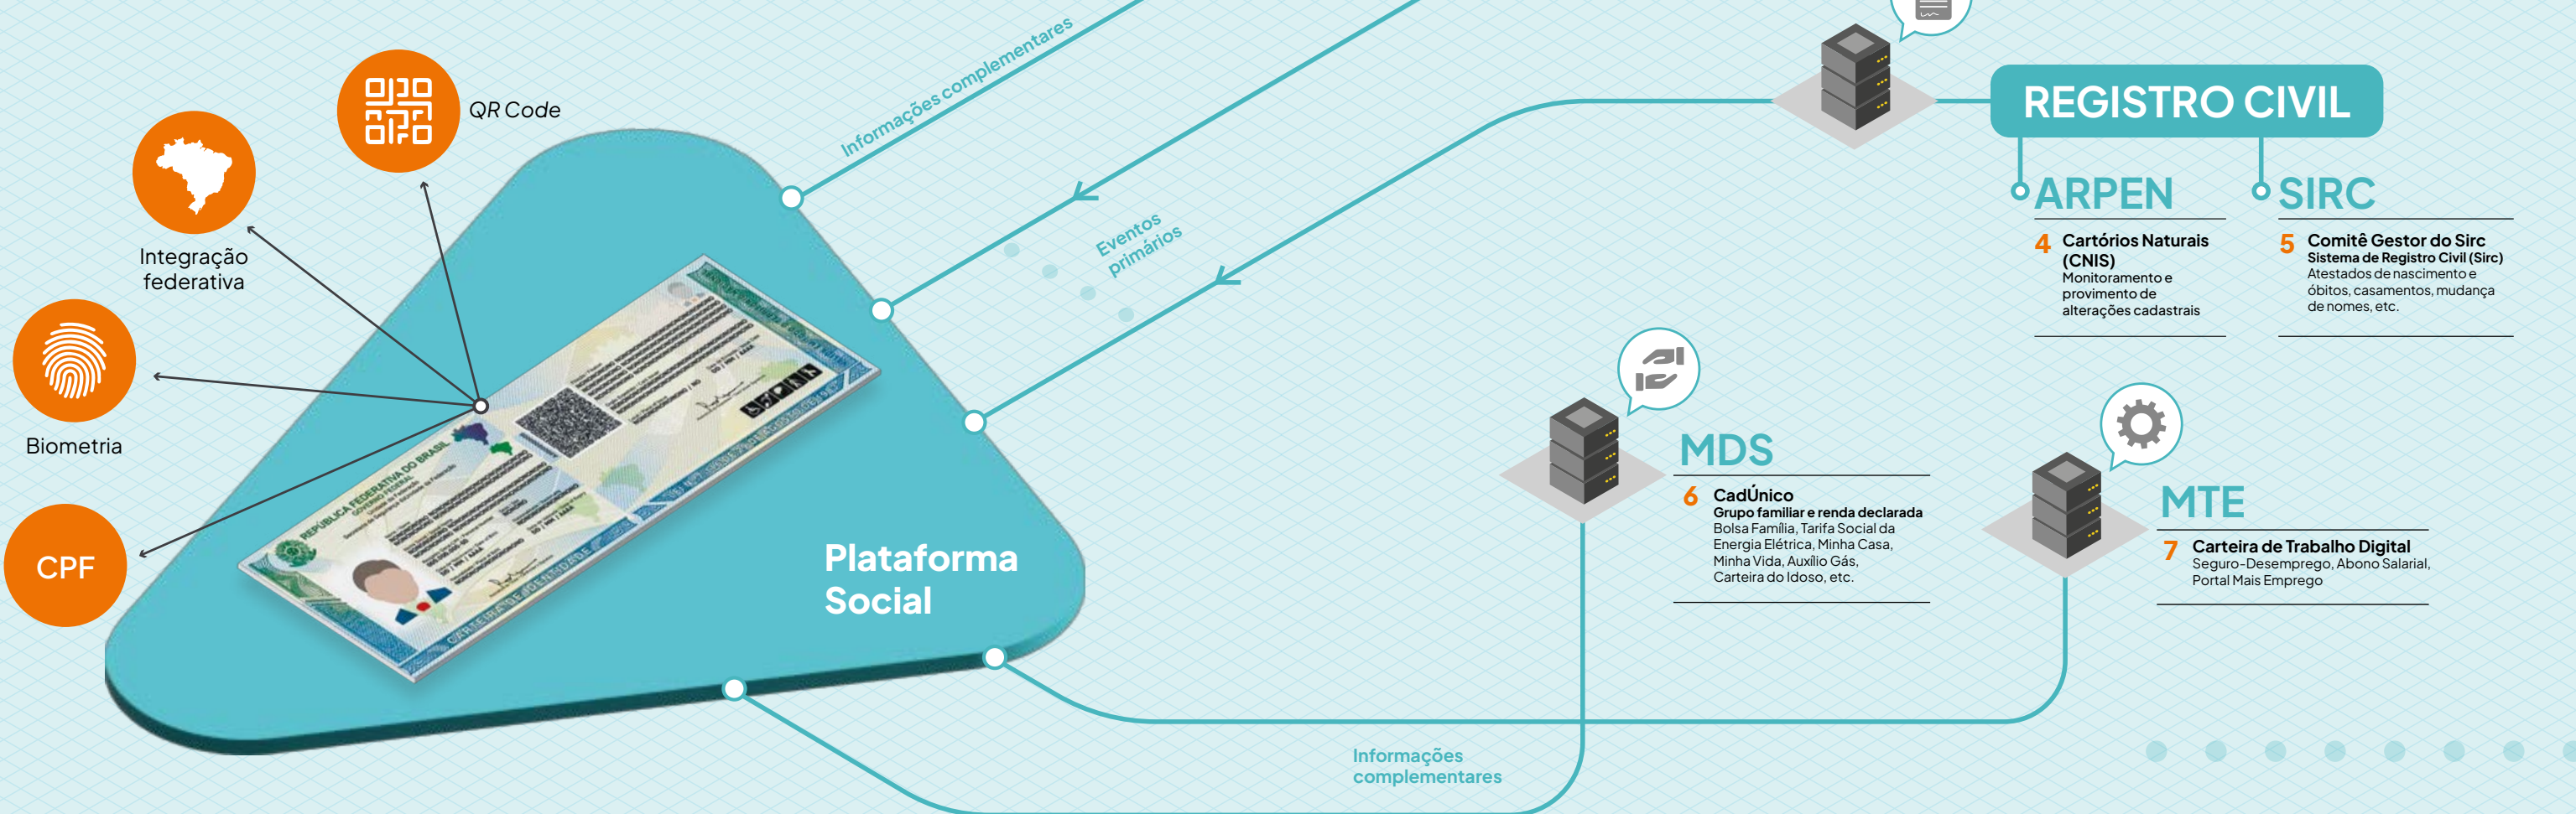 QR Code
Integração
federativa
Biometria
CPF
Informações complementares
Eventos
primários
REPÚBLICA FEDERATIVA DO BRASIL
GOVERNO FEDERAL
CARTEIRA DE IDENTIDADE
Plataforma
Social
REGISTRO CIVIL
ARPEN
4 Cartórios Naturais
(CNIS)
Monitoramento e
provimento de
alterações cadastrais
SIRC
5 Comitê Gestor do Sirc
Sistema de Registro Civil (Sirc)
Atestados de nascimento e
óbitos, casamentos, mudança
de nomes, etc.
MDS
6 CadÚnico
Grupo familiar e renda declarada
Bolsa Família, Tarifa Social da
Energia Elétrica, Minha Casa,
Minha Vida, Auxílio Gás,
Carteira do Idoso, etc.
MTE
7 Carteira de Trabalho Digital
Seguro-Desemprego, Abono Salarial,
Portal Mais Emprego
Informações
complementares